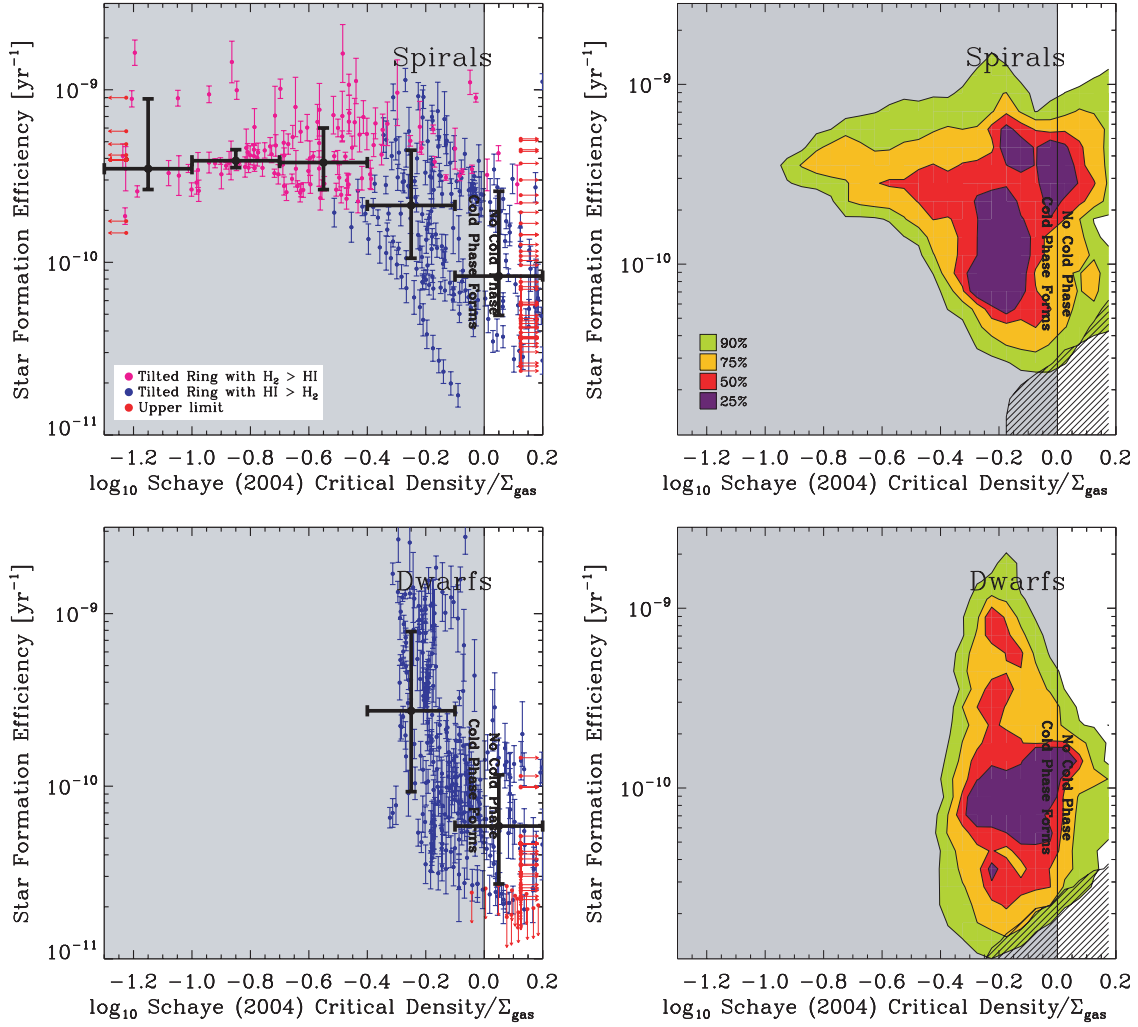 Spirals
Star Formation Efficiency [yr⁻¹]
10⁻⁹
10⁻¹⁰
10⁻¹¹
Cold Phase Forms
No Cold Phase
Tilted Ring with H₂ > HI
Tilted Ring with HI > H₂
Upper limit
-1.2 -1.0 -0.8 -0.6 -0.4 -0.2 0.0 0.2
log₁₀ Schaye (2004) Critical Density/Σgas
Spirals
Star Formation Efficiency [yr⁻¹]
10⁻⁹
10⁻¹⁰
Cold Phase Forms
No Cold Phase
90%
75%
50%
25%
-1.2 -1.0 -0.8 -0.6 -0.4 -0.2 -0.0 0.2
log₁₀ Schaye (2004) Critical Density/Σgas
Dwarfs
Star Formation Efficiency [yr⁻¹]
10⁻⁹
10⁻¹⁰
10⁻¹¹
Cold Phase Forms
No Cold Phase
-1.2 -1.0 -0.8 -0.6 -0.4 -0.2 0.0 0.2
log₁₀ Schaye (2004) Critical Density/Σgas
Dwarfs
Star Formation Efficiency [yr⁻¹]
10⁻⁹
10⁻¹⁰
Cold Phase Forms
No Cold Phase
-1.2 -1.0 -0.8 -0.6 -0.4 -0.2 -0.0 0.2
log₁₀ Schaye (2004) Critical Density/Σgas